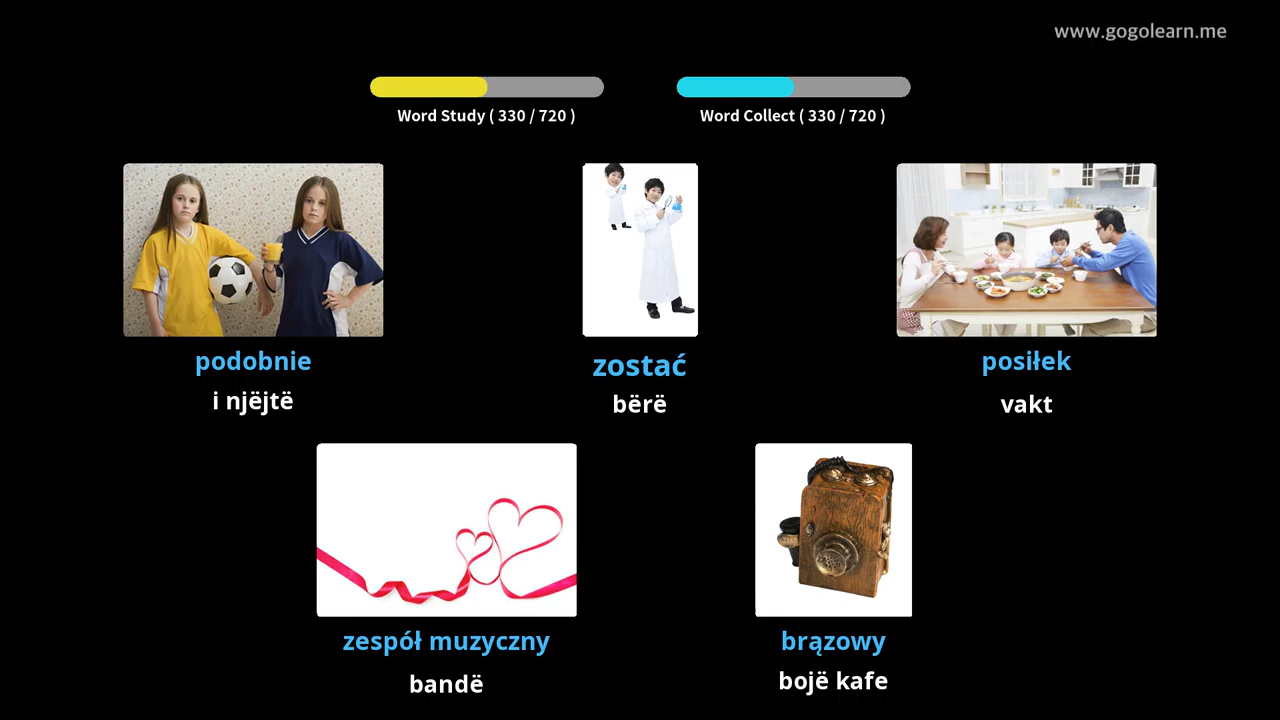 www.gogolearn.me
Word Study ( 330 / 720 )
Word Collect ( 330 / 720 )
podobnie
i njëjtë
zostać
bërë
posiłek
vakt
zespół muzyczny
bandë
brązowy
bojë kafe